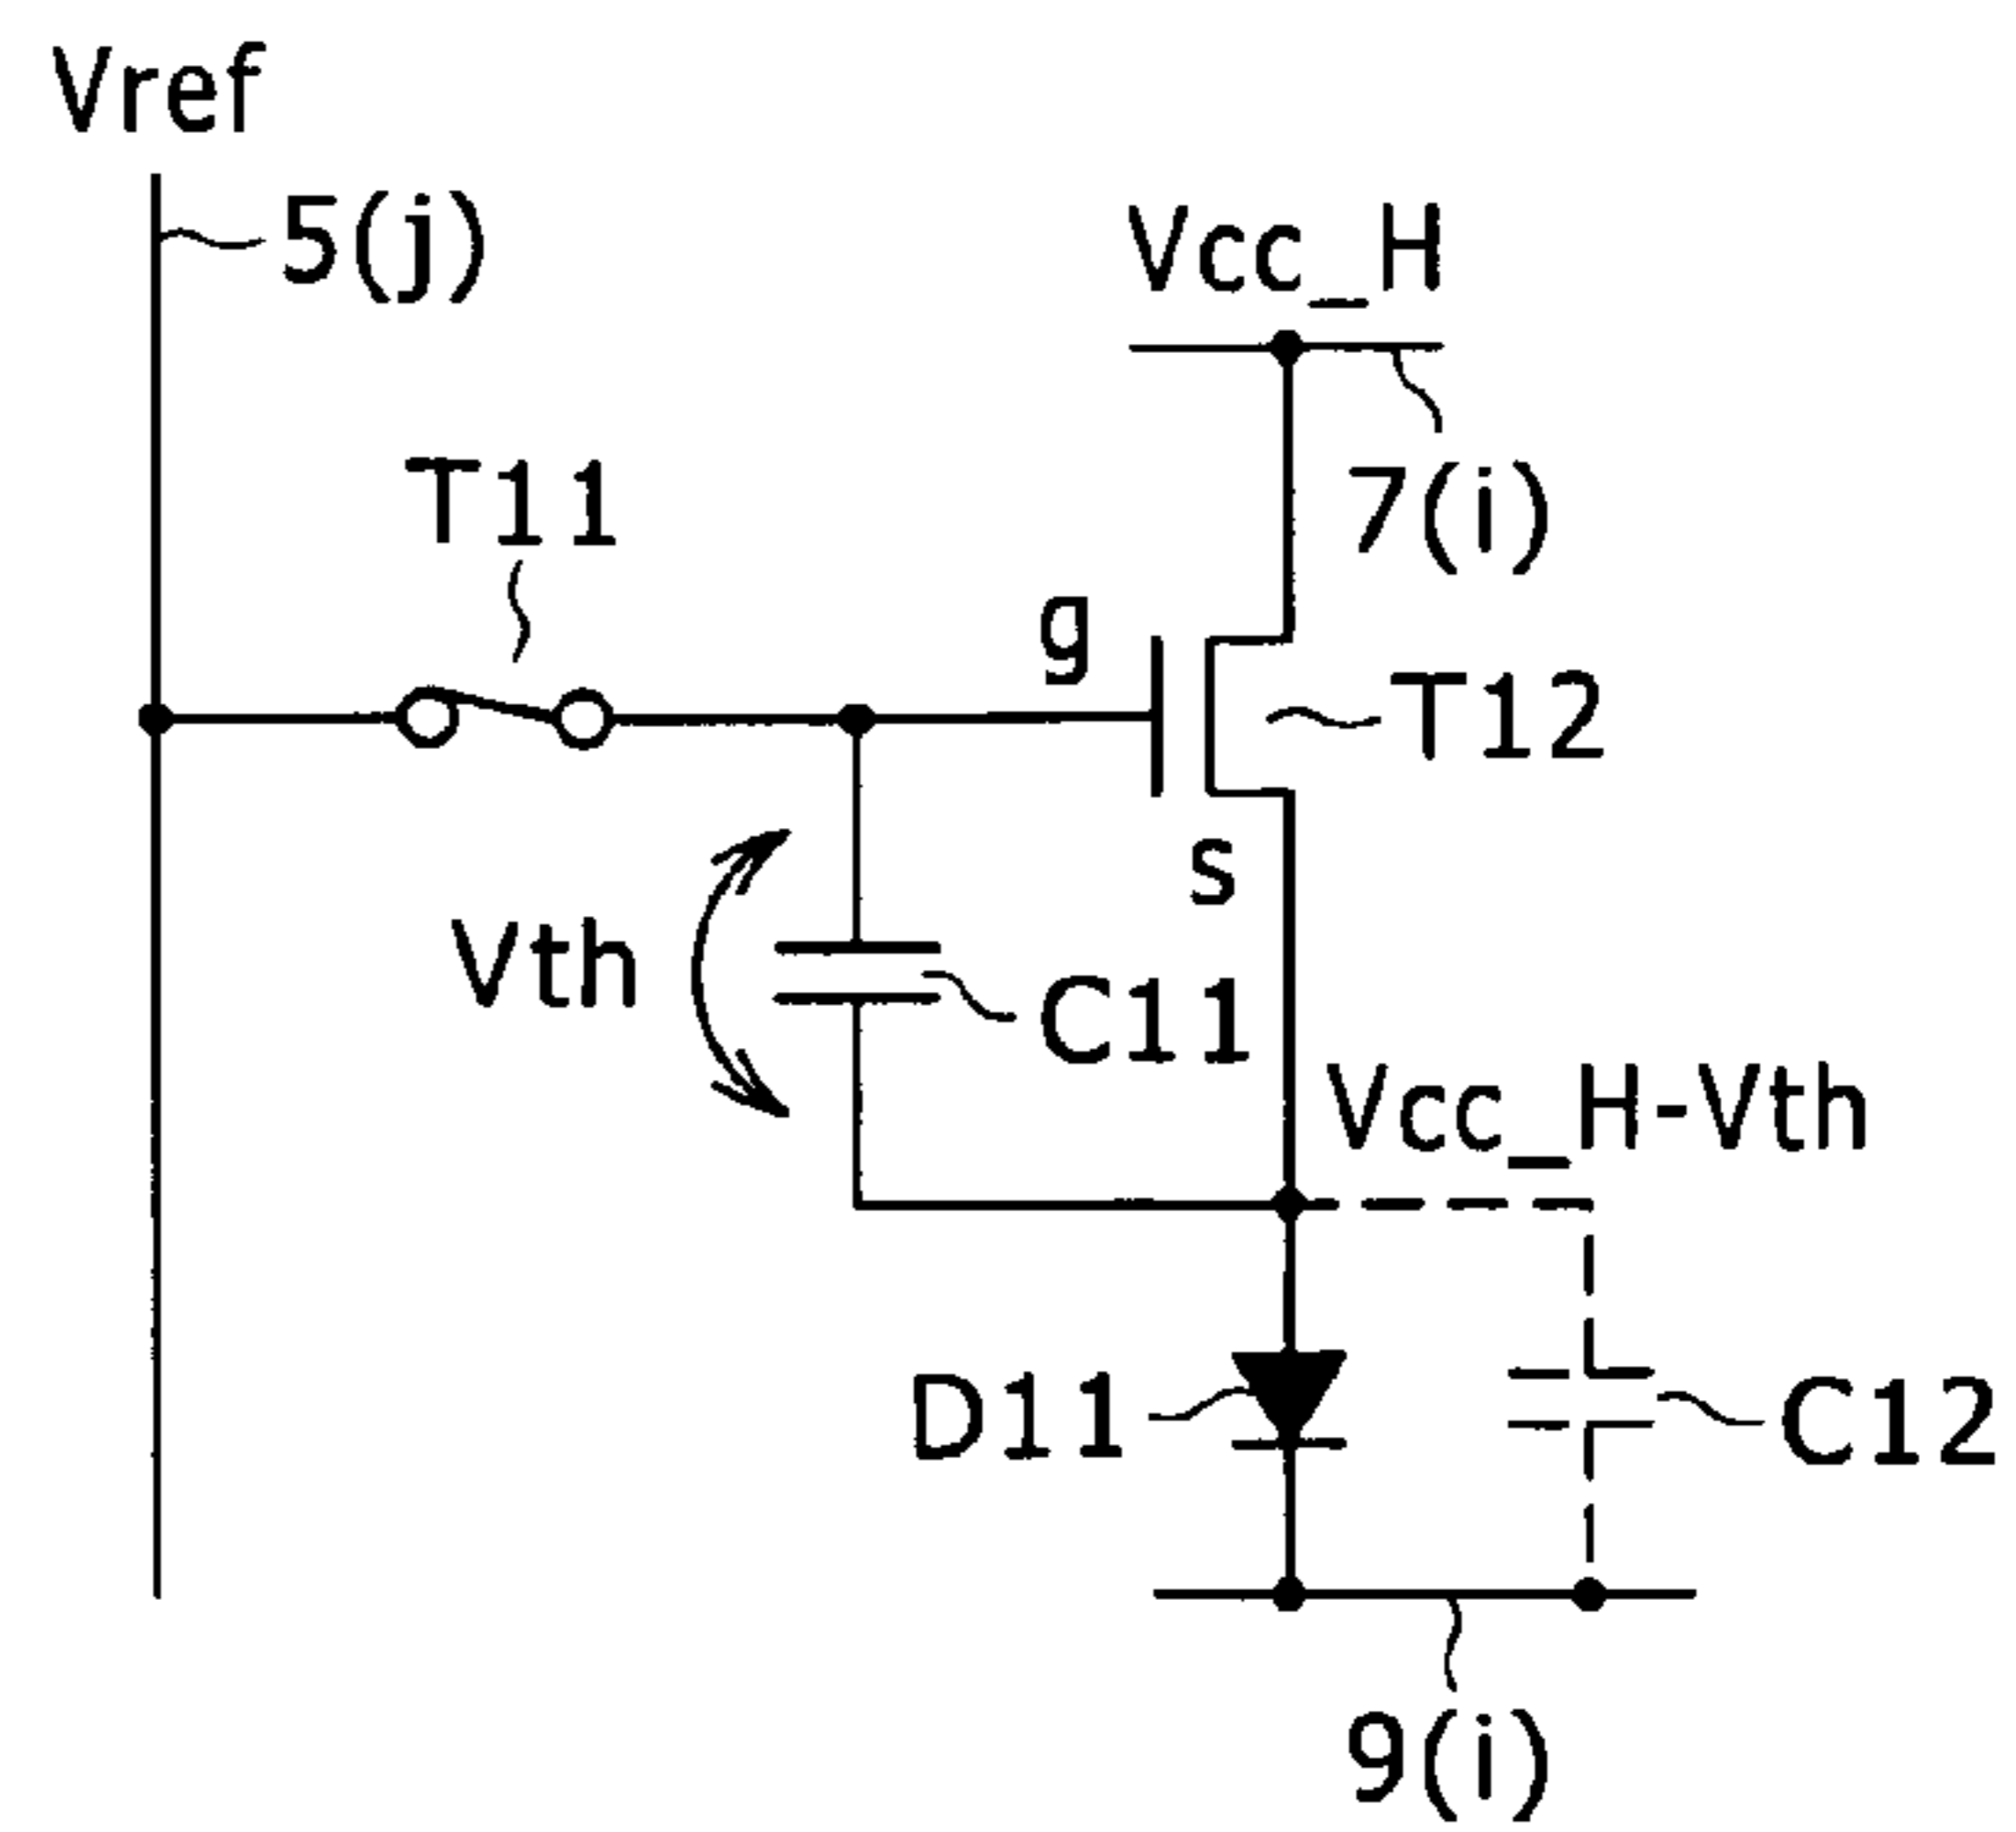 Vref
5(j)
Vcc_H
7(i)
T11
g
T12
s
Vth
C11
Vcc_H-Vth
D11
C12
9(i)